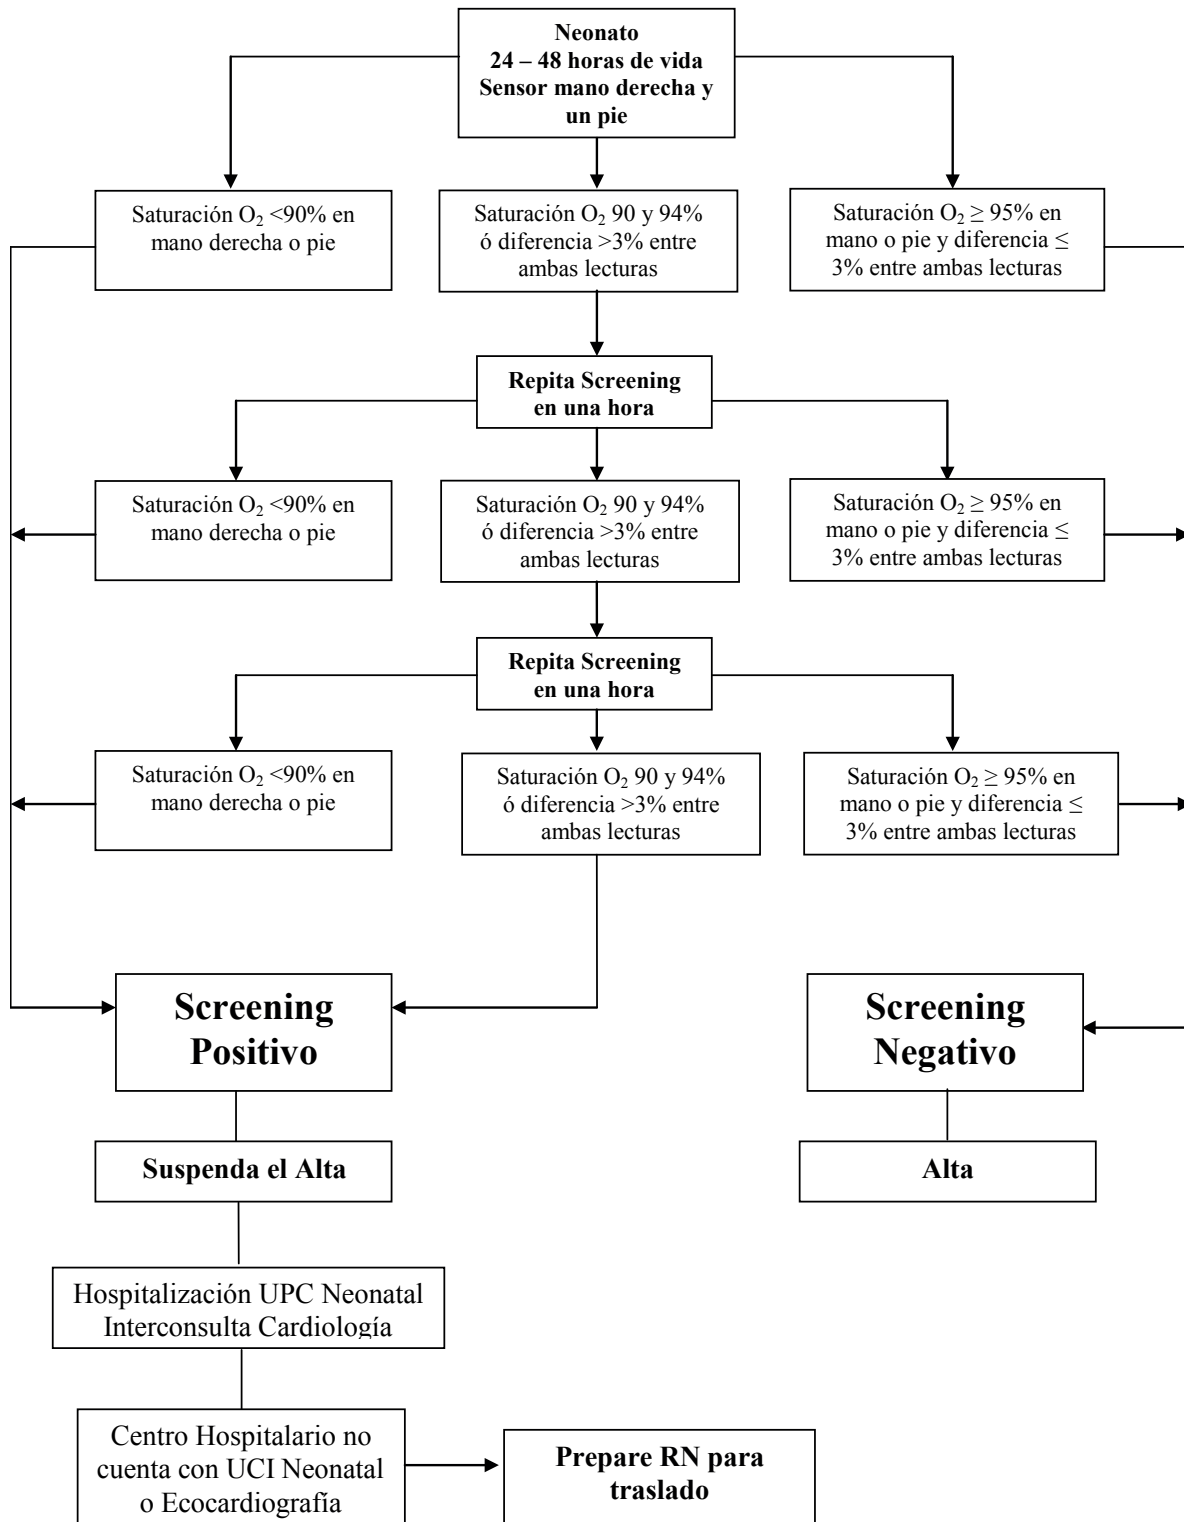 Neonato
24 – 48 horas de vida
Sensor mano derecha y
un pie
Saturación O₂ <90% en
mano derecha o pie
Saturación O₂ 90 y 94%
ó diferencia >3% entre
ambas lecturas
Saturación O₂ ≥ 95% en
mano o pie y diferencia ≤
3% entre ambas lecturas
Repita Screening
en una hora
Saturación O₂ <90% en
mano derecha o pie
Saturación O₂ 90 y 94%
ó diferencia >3% entre
ambas lecturas
Saturación O₂ ≥ 95% en
mano o pie y diferencia ≤
3% entre ambas lecturas
Repita Screening
en una hora
Saturación O₂ <90% en
mano derecha o pie
Saturación O₂ 90 y 94%
ó diferencia >3% entre
ambas lecturas
Saturación O₂ ≥ 95% en
mano o pie y diferencia ≤
3% entre ambas lecturas
Screening
Positivo
Screening
Negativo
Suspenda el Alta
Alta
Hospitalización UPC Neonatal
Interconsulta Cardiología
Centro Hospitalario no
cuenta con UCI Neonatal
o Ecocardiografía
Prepare RN para
traslado